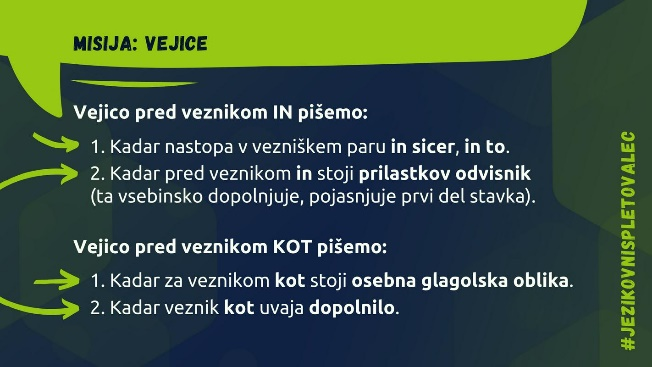 MISIJA: VEJICE
Vejico pred veznikom IN pišemo:
1. Kadar nastopa v vezniškem paru in sicer, in to.
2. Kadar pred veznikom in stoji prilastkov odvisnik
(ta vsebinsko dopolnjuje, pojasnjuje prvi del stavka).
Vejico pred veznikom KOT pišemo:
1. Kadar za veznikom kot stoji osebna glagolska oblika.
2. Kadar veznik kot uvaja dopolnilo.
#JEZIKOVNISPLETOVALEC